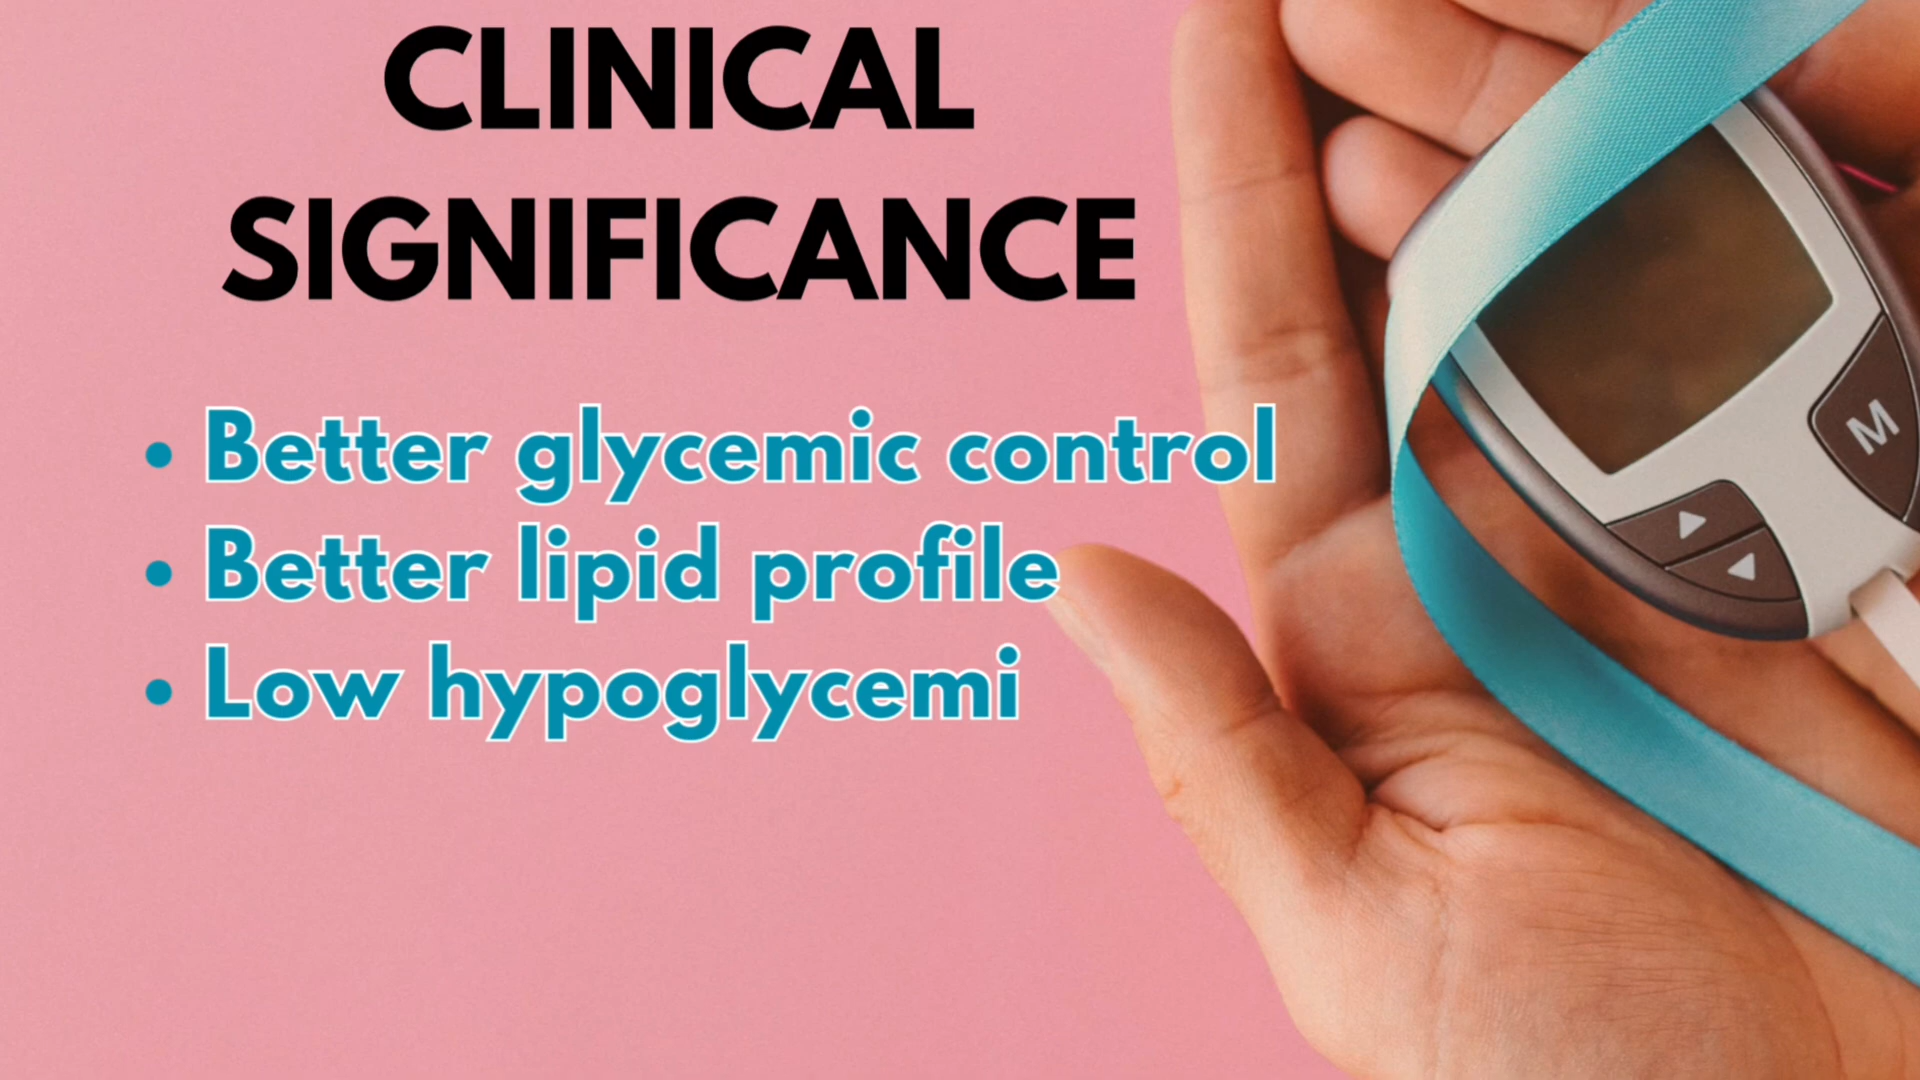 CLINICAL
SIGNIFICANCE
• Better glycemic control
• Better lipid profile
• Low hypoglycemi
M